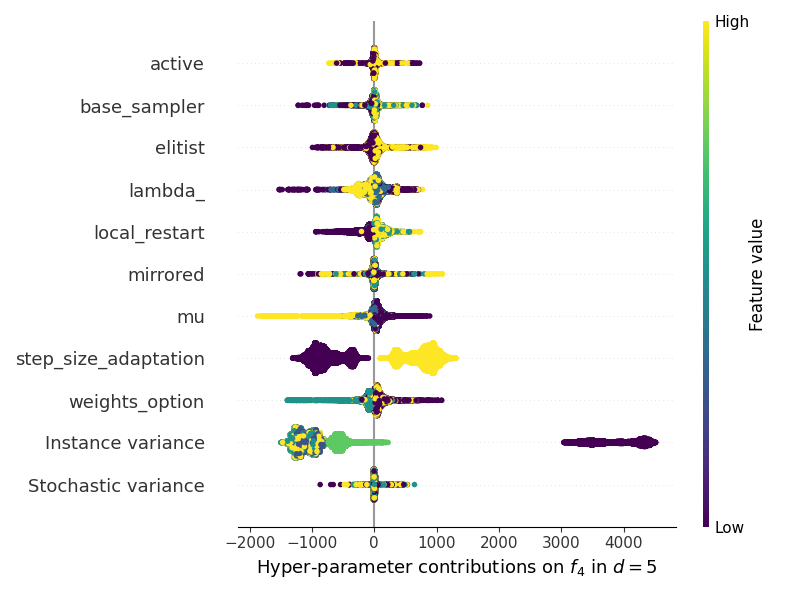 High
active
base_sampler
elitist
lambda_
local_restart
mirrored
mu
step_size_adaptation
weights_option
Instance variance
Stochastic variance
Feature value
Low
−2000 −1000 0 1000 2000 3000 4000
Hyper-parameter contributions on f₄ in d = 5